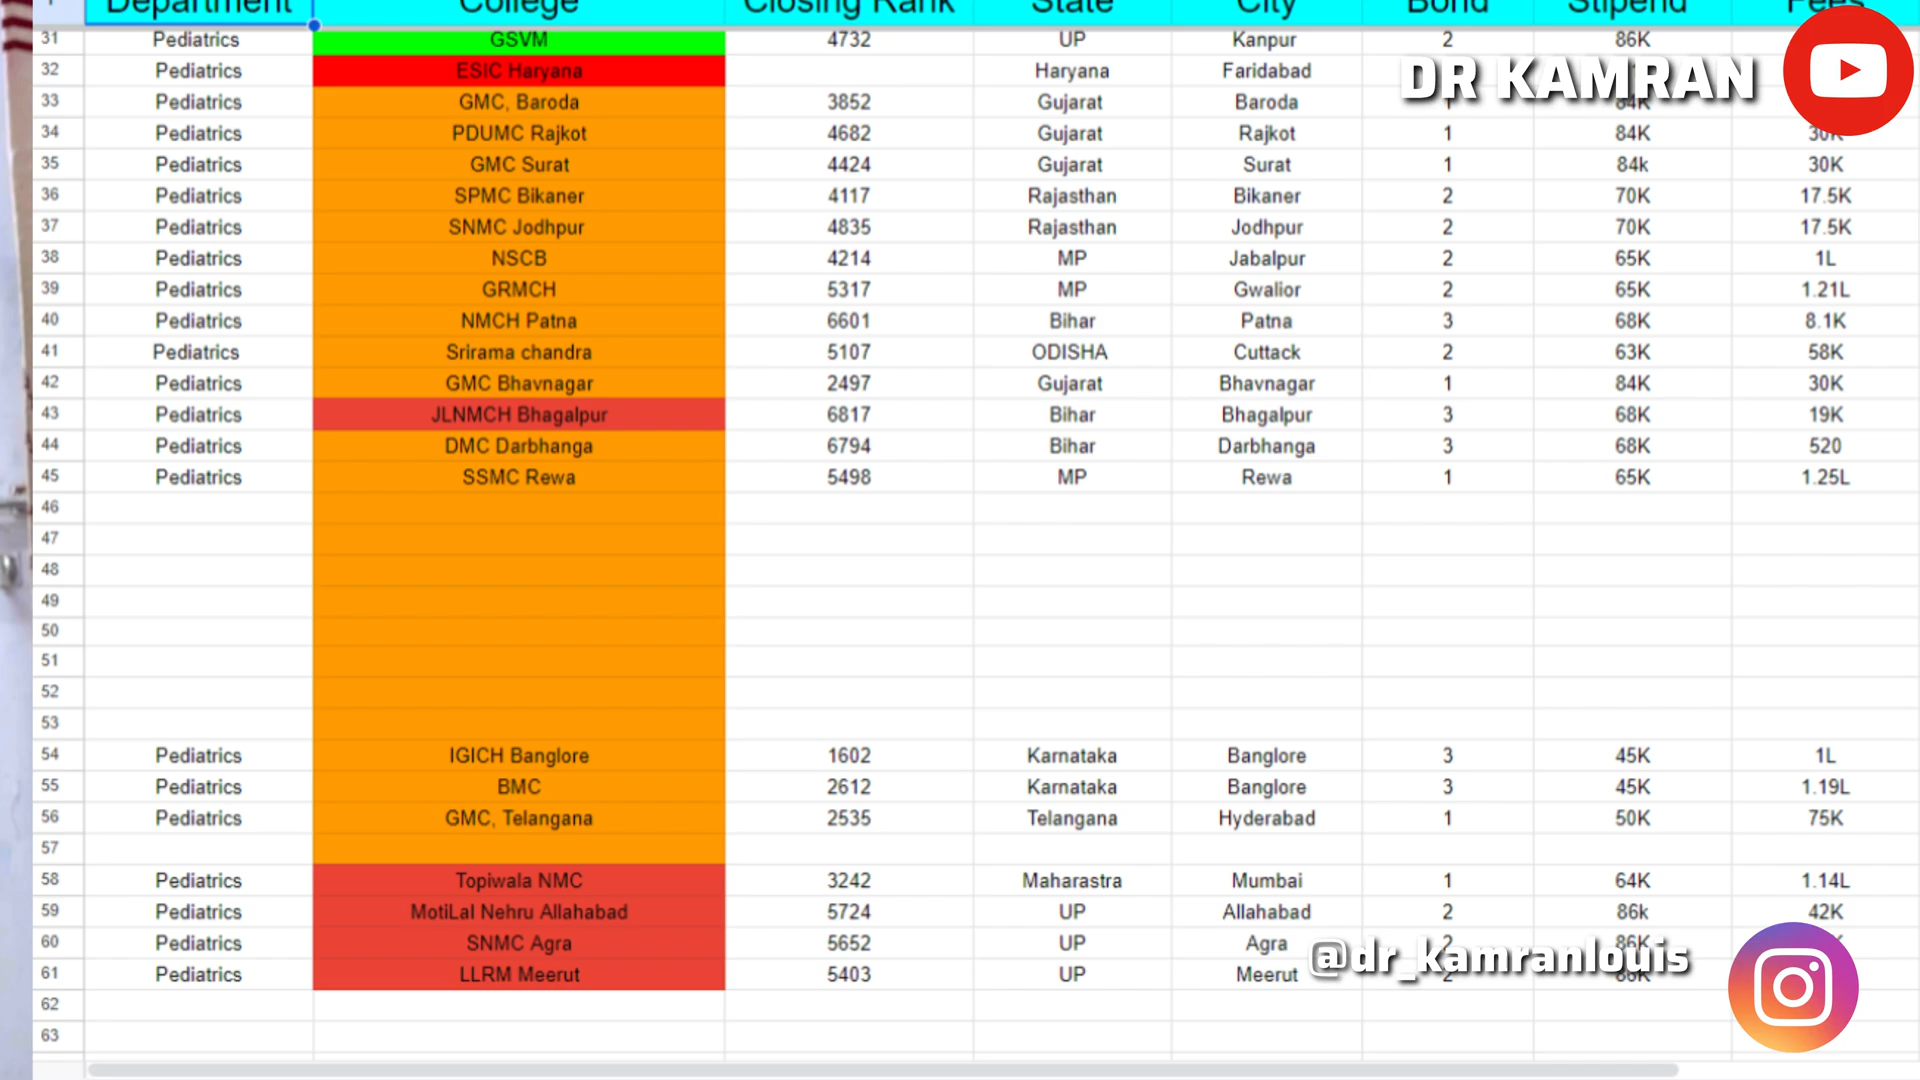 Department College Closing Rank State City Bond Stipend Fees
31 Pediatrics GSVM 4732 UP Kanpur 2 86K
32 Pediatrics ESIC Haryana Haryana Faridabad
DR KAMRAN
33 Pediatrics GMC, Baroda 3852 Gujarat Baroda 1 84K
34 Pediatrics PDUMC Rajkot 4682 Gujarat Rajkot 1 84K 30K
35 Pediatrics GMC Surat 4424 Gujarat Surat 1 84k 30K
36 Pediatrics SPMC Bikaner 4117 Rajasthan Bikaner 2 70K 17.5K
37 Pediatrics SNMC Jodhpur 4835 Rajasthan Jodhpur 2 70K 17.5K
38 Pediatrics NSCB 4214 MP Jabalpur 2 65K 1L
39 Pediatrics GRMCH 5317 MP Gwalior 2 65K 1.21L
40 Pediatrics NMCH Patna 6601 Bihar Patna 3 68K 8.1K
41 Pediatrics Srirama chandra 5107 ODISHA Cuttack 2 63K 58K
42 Pediatrics GMC Bhavnagar 2497 Gujarat Bhavnagar 1 84K 30K
43 Pediatrics JLNMCH Bhagalpur 6817 Bihar Bhagalpur 3 68K 19K
44 Pediatrics DMC Darbhanga 6794 Bihar Darbhanga 3 68K 520
45 Pediatrics SSMC Rewa 5498 MP Rewa 1 65K 1.25L
46
47
48
49
50
51
52
53
54 Pediatrics IGICH Banglore 1602 Karnataka Banglore 3 45K 1L
55 Pediatrics BMC 2612 Karnataka Banglore 3 45K 1.19L
56 Pediatrics GMC, Telangana 2535 Telangana Hyderabad 1 50K 75K
57
58 Pediatrics Topiwala NMC 3242 Maharastra Mumbai 1 64K 1.14L
59 Pediatrics MotiLal Nehru Allahabad 5724 UP Allahabad 2 86k 42K
60 Pediatrics SNMC Agra 5652 UP Agra 2 86K
@dr_kamranlouis
61 Pediatrics LLRM Meerut 5403 UP Meerut 2 86K
62
63